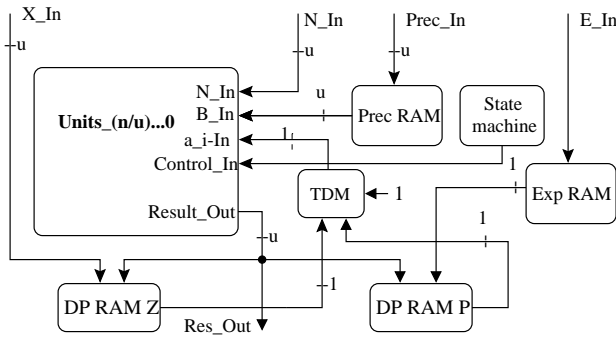 X_In
N_In
Prec_In
E_In
u
u
u
N_In
B_In
u
Prec RAM
State
machine
Units_(n/u)...0
a_i-In
1
Control_In
1
TDM
1
Exp RAM
Result_Out
1
u
DP RAM Z
1
DP RAM P
Res_Out